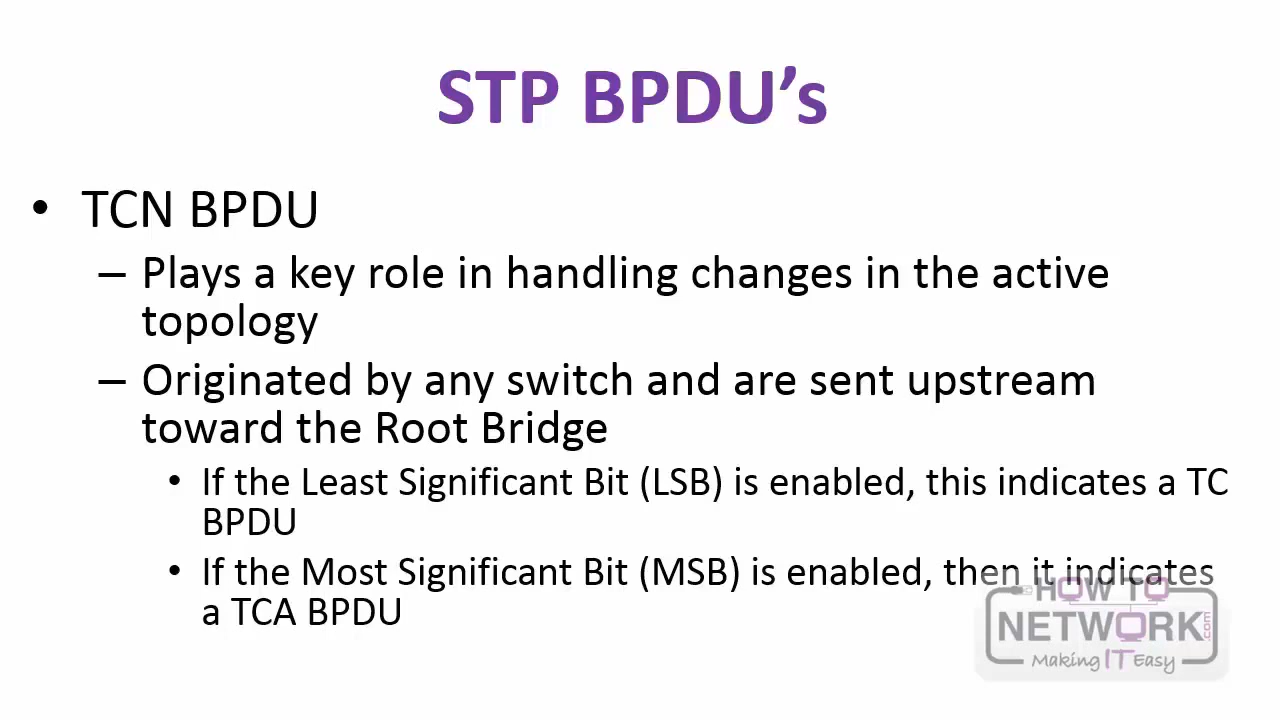 STP BPDU’s
• TCN BPDU
– Plays a key role in handling changes in the active
topology
– Originated by any switch and are sent upstream
toward the Root Bridge
• If the Least Significant Bit (LSB) is enabled, this indicates a TC
BPDU
• If the Most Significant Bit (MSB) is enabled, then it indicates
a TCA BPDU
HOW TO
NETWORK.com
Making IT Easy